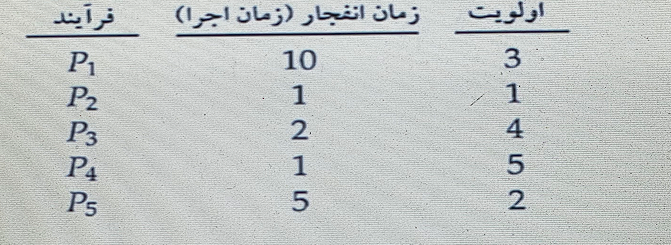 فرآیند زمان انفجار (زمان اجرا) اولویت
P1 10 3
P2 1 1
P3 2 4
P4 1 5
P5 5 2